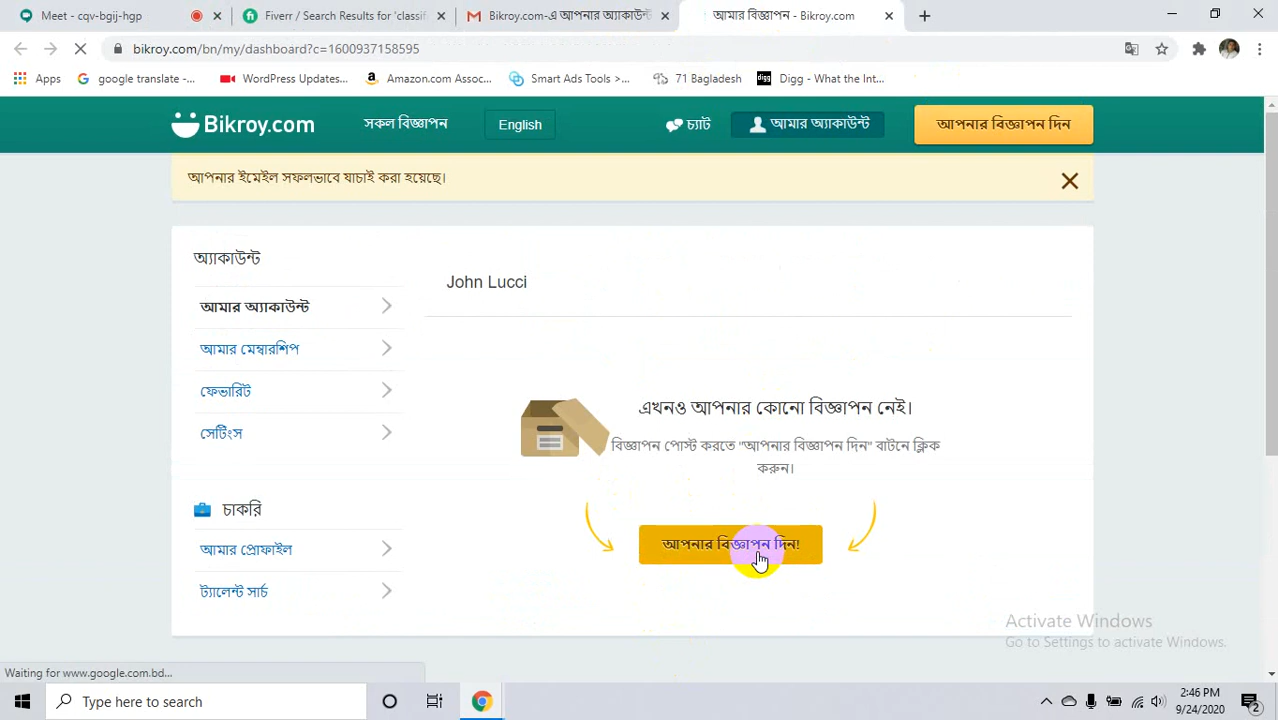 Meet - cqv-bgij-hgp
Fiverr / Search Results for 'classif
Bikroy.com-এ আপনার অ্যাকাউন্ট
আমার বিজ্ঞাপন - Bikroy.com
bikroy.com/bn/my/dashboard?c=1600937158595
Apps
google translate -...
WordPress Updates...
Amazon.com Assoc...
Smart Ads Tools >...
71 Bagladesh
Digg - What the Int...
Bikroy.com
সকল বিজ্ঞাপন
English
চ্যাট
আমার অ্যাকাউন্ট
আপনার বিজ্ঞাপন দিন
আপনার ইমেইল সফলভাবে যাচাই করা হয়েছে।
অ্যাকাউন্ট
আমার অ্যাকাউন্ট
আমার মেম্বারশিপ
ফেভারিট
সেটিংস
চাকরি
আমার প্রোফাইল
ট্যালেন্ট সার্চ
John Lucci
এখনও আপনার কোনো বিজ্ঞাপন নেই।
বিজ্ঞাপন পোস্ট করতে "আপনার বিজ্ঞাপন দিন" বাটনে ক্লিক
করুন।
আপনার বিজ্ঞাপন দিন!
Activate Windows
Go to Settings to activate Windows.
Waiting for www.google.com.bd...
Type here to search
2:46 PM
9/24/2020
2